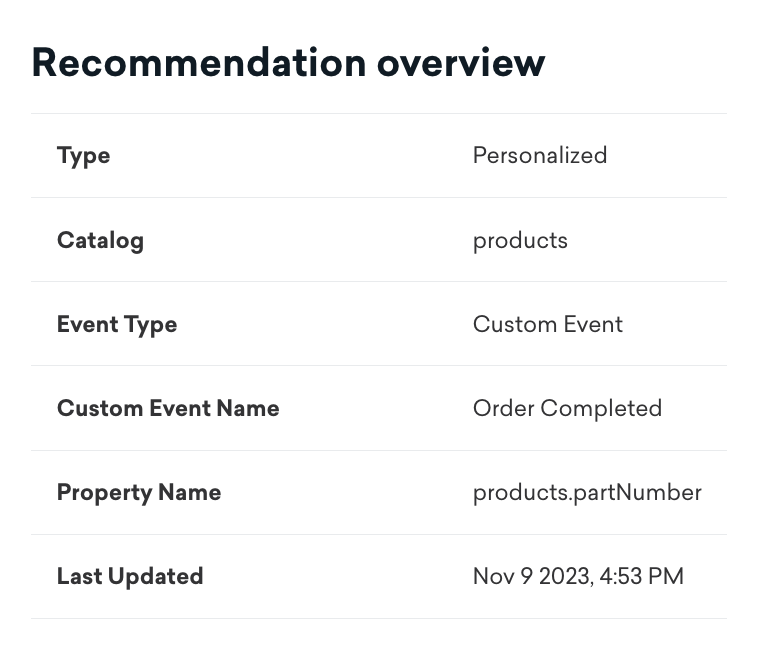 Recommendation overview
Type Personalized
Catalog products
Event Type Custom Event
Custom Event Name Order Completed
Property Name products.partNumber
Last Updated Nov 9 2023, 4:53 PM